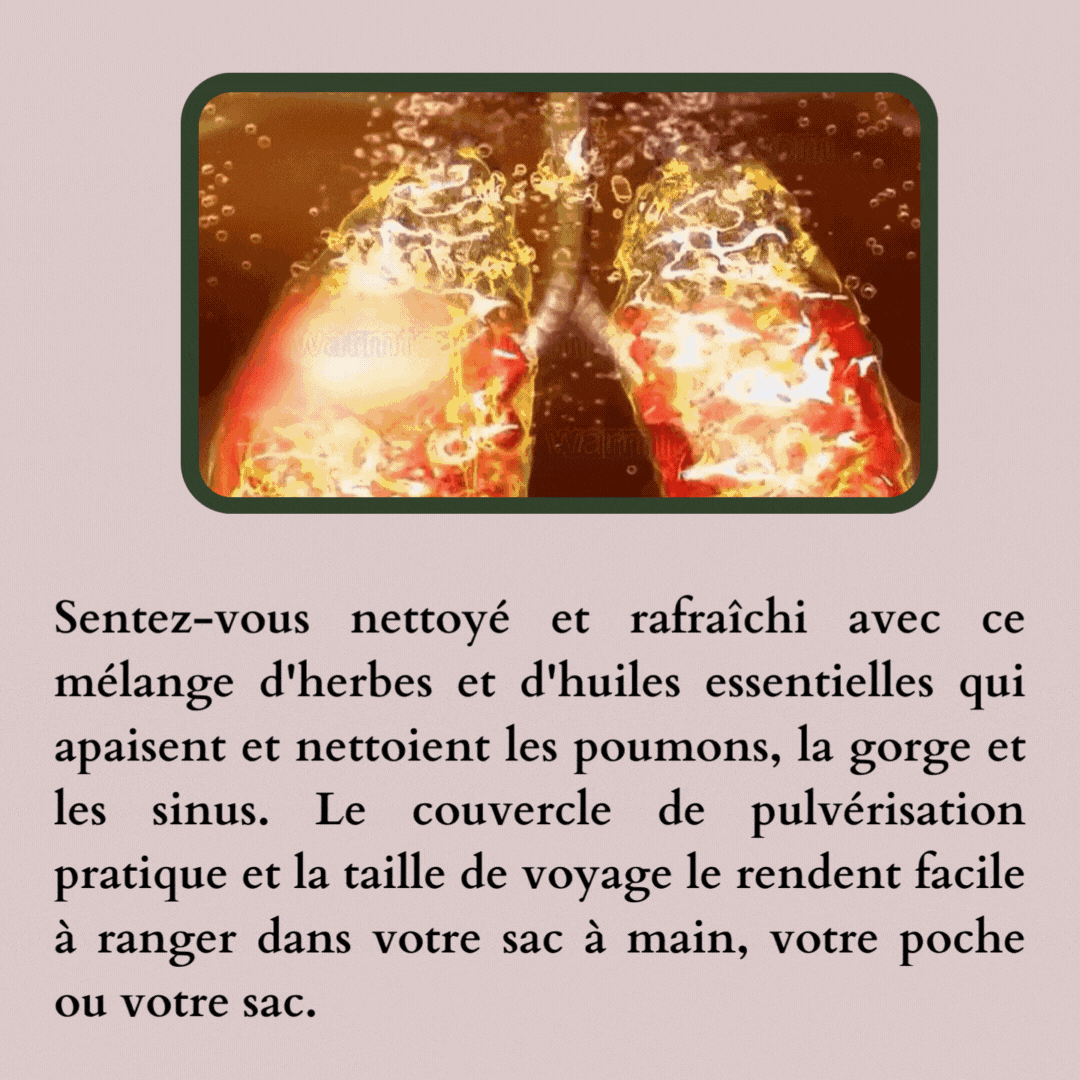 Sentez-vous nettoyé et rafraîchi avec ce
mélange d'herbes et d'huiles essentielles qui
apaisent et nettoient les poumons, la gorge et
les sinus. Le couvercle de pulvérisation
pratique et la taille de voyage le rendent facile
à ranger dans votre sac à main, votre poche
ou votre sac.